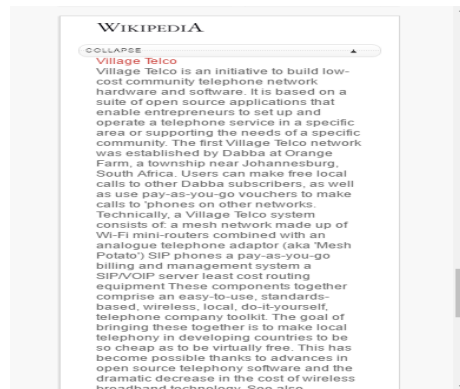 WIKIPEDIA
COLLAPSE
Village Telco
Village Telco is an initiative to build low-
cost community telephone network
hardware and software. It is based on a
suite of open source applications that
enable entrepreneurs to set up and
operate a telephone service in a specific
area or supporting the needs of a specific
community. The first Village Telco network
was established by Dabba at Orange
Farm, a township near Johannesburg,
South Africa. Users can make free local
calls to other Dabba subscribers, as well
as use pay-as-you-go vouchers to make
calls to 'phones on other networks.
Technically, a Village Telco system
consists of: a mesh network made up of
Wi-Fi mini-routers combined with an
analogue telephone adaptor (aka 'Mesh
Potato') SIP phones a pay-as-you-go
billing and management system a
SIP/VOIP server least cost routing
equipment These components together
comprise an easy-to-use, standards-
based, wireless, local, do-it-yourself,
telephone company toolkit. The goal of
bringing these together is to make local
telephony in developing countries to be
so cheap as to be virtually free. This has
become possible thanks to advances in
open source telephony software and the
dramatic decrease in the cost of wireless
broadband technology. See also